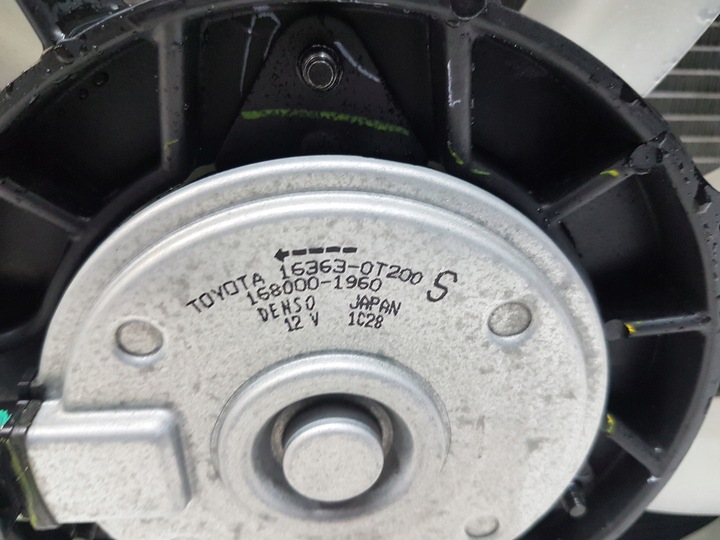 TOYOTA 16363-0T200 S
168000-1960
DENSO JAPAN
12 V 1C28